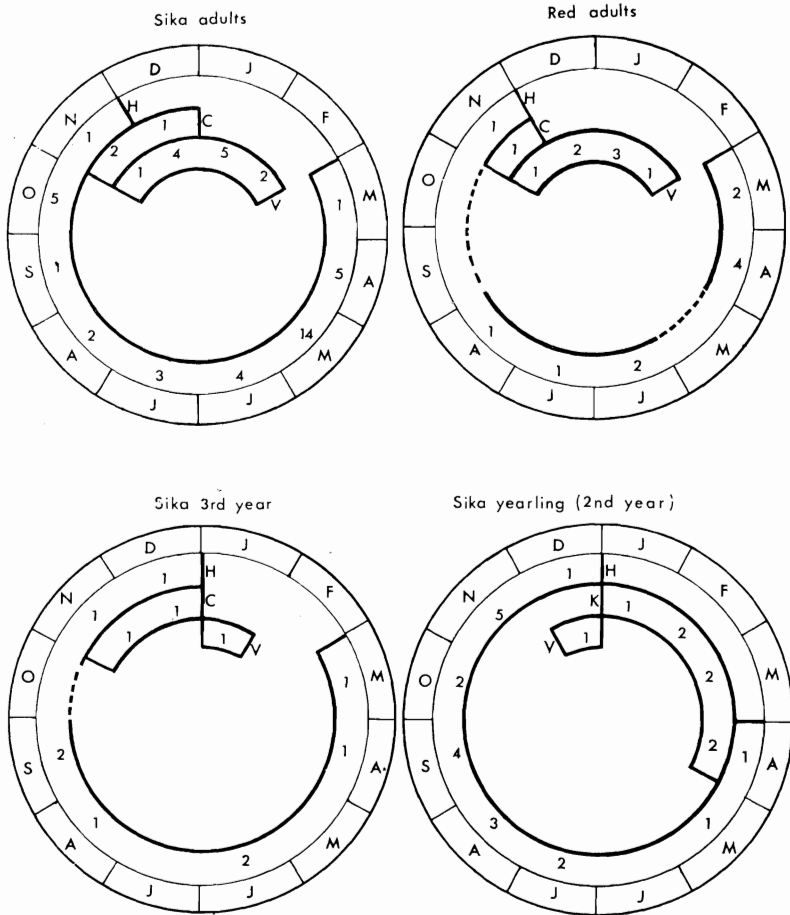 Sika adults
D J
N H F
1 1 C
2 4 5
1 2
O 5 V 1 M
S 1 5 A
2 14
A 3 4 M
J J
Red adults
D J
N H F
1 C
1 2 3
1 1
O V 2 M
S 4 A
1 2
A 1 M
J J
Sika 3rd year
D J
1 H
N 1 C F
1 1 1 V
O 1 M
S 2 1 A
1
A 2 M
J J
Sika yearling (2nd year)
D J
1 H
N 5 K 1 F
V 1 2
O 2 2 M
S 4 2 1 A
3 1
A 2 M
J J